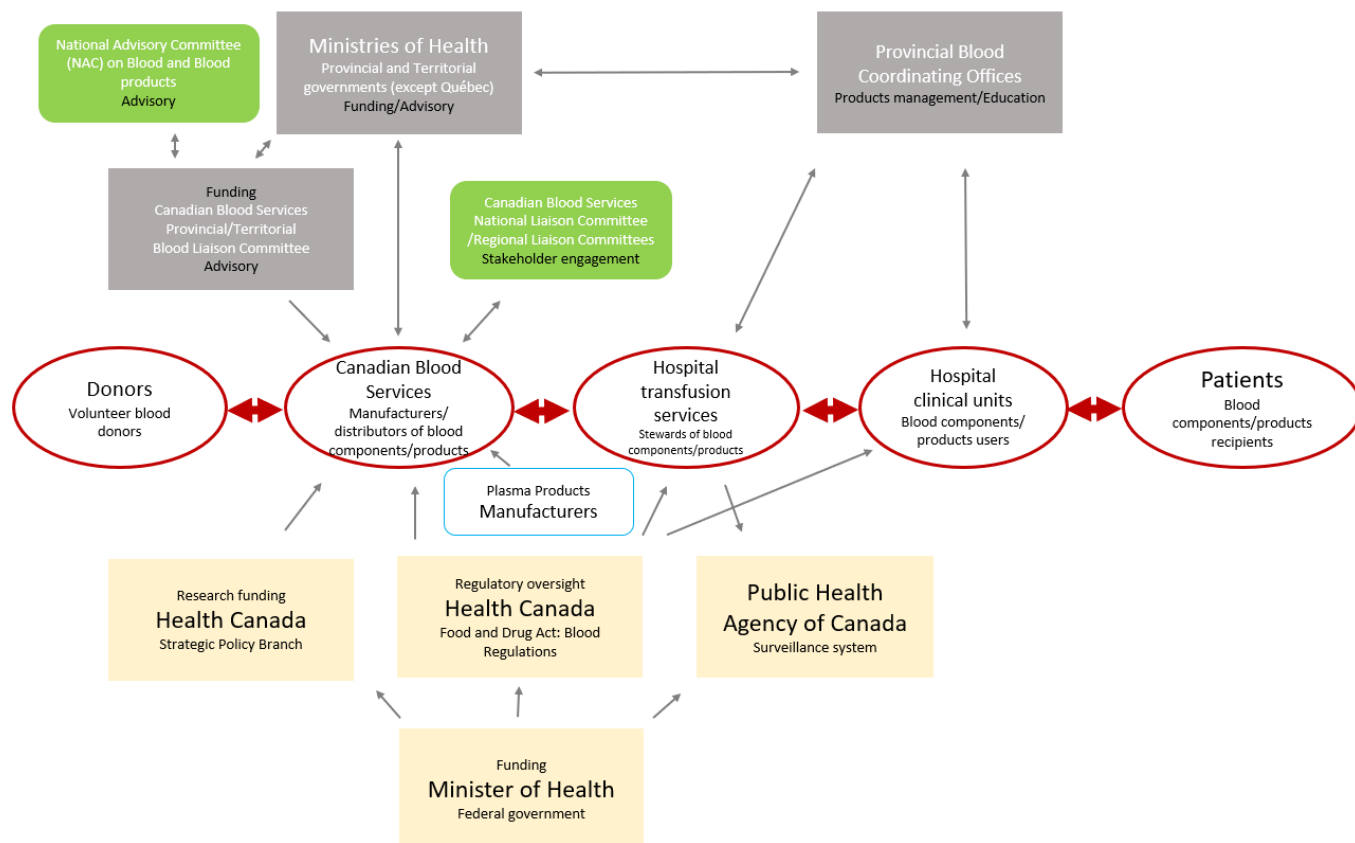 National Advisory Committee
(NAC) on Blood and Blood
products
Advisory
Ministries of Health
Provincial and Territorial
governments (except Québec)
Funding/Advisory
Provincial Blood
Coordinating Offices
Products management/Education
Funding
Canadian Blood Services
Provincial/Territorial
Blood Liaison Committee
Advisory
Canadian Blood Services
National Liaison Committee
/Regional Liaison Committees
Stakeholder engagement
Donors
Volunteer blood
donors
Canadian Blood
Services
Manufacturers/
distributors of blood
components/products
Hospital
transfusion
services
Stewards of blood
components/products
Hospital
clinical units
Blood components/
products users
Patients
Blood
components/products
recipients
Plasma Products
Manufacturers
Research funding
Health Canada
Strategic Policy Branch
Regulatory oversight
Health Canada
Food and Drug Act: Blood
Regulations
Public Health
Agency of Canada
Surveillance system
Funding
Minister of Health
Federal government